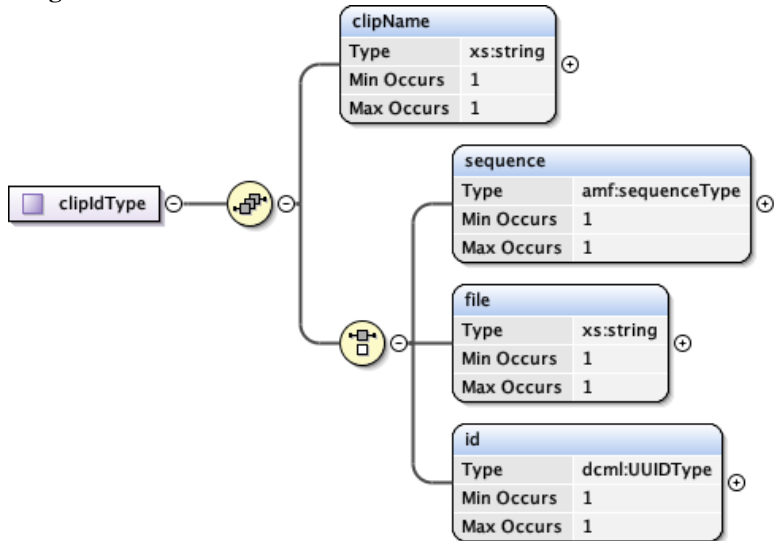 clipName
Type xs:string
Min Occurs 1
Max Occurs 1
sequence
Type amf:sequenceType
Min Occurs 1
Max Occurs 1
clipIdType
file
Type xs:string
Min Occurs 1
Max Occurs 1
id
Type dcml:UUIDType
Min Occurs 1
Max Occurs 1